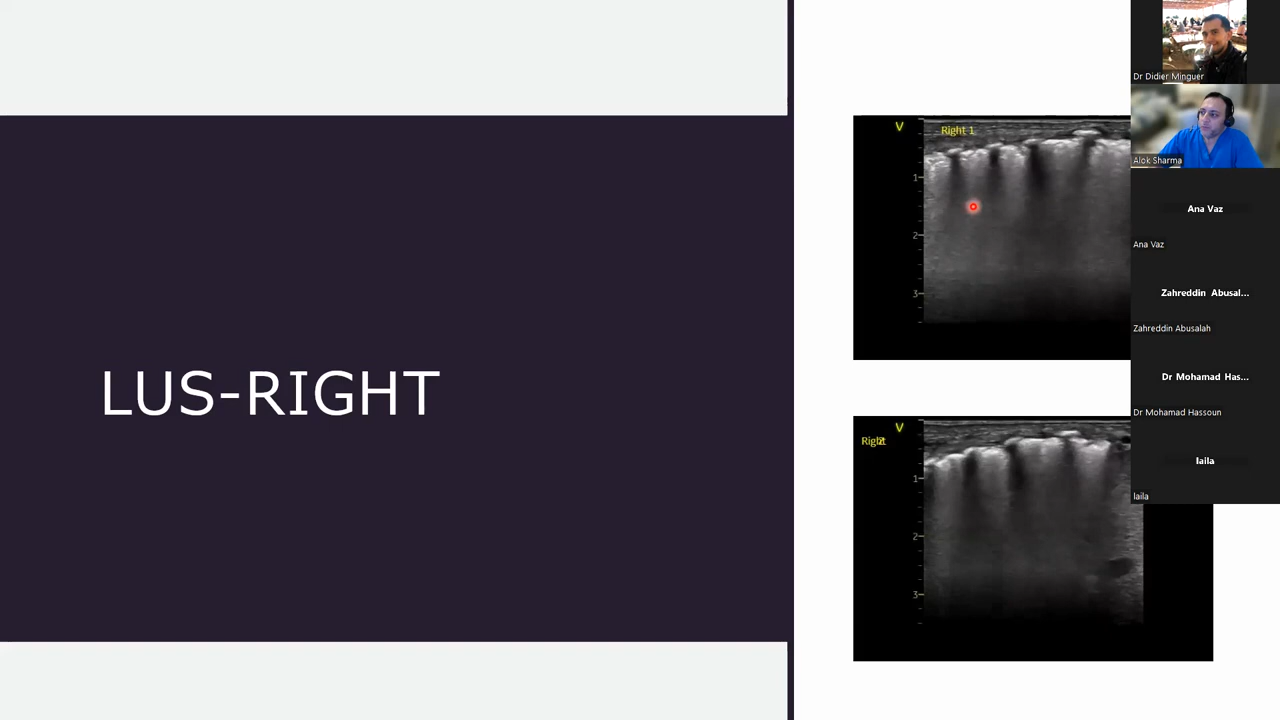 LUS-RIGHT
V
Right 1
1
2
3
V
1
2
3
Dr Didier Minguer
Alok Sharma
Ana Vaz
Ana Vaz
Zahreddin Abusal...
Zahreddin Abusalah
Dr Mohamad Has...
Dr Mohamad Hassoun
laila
laila